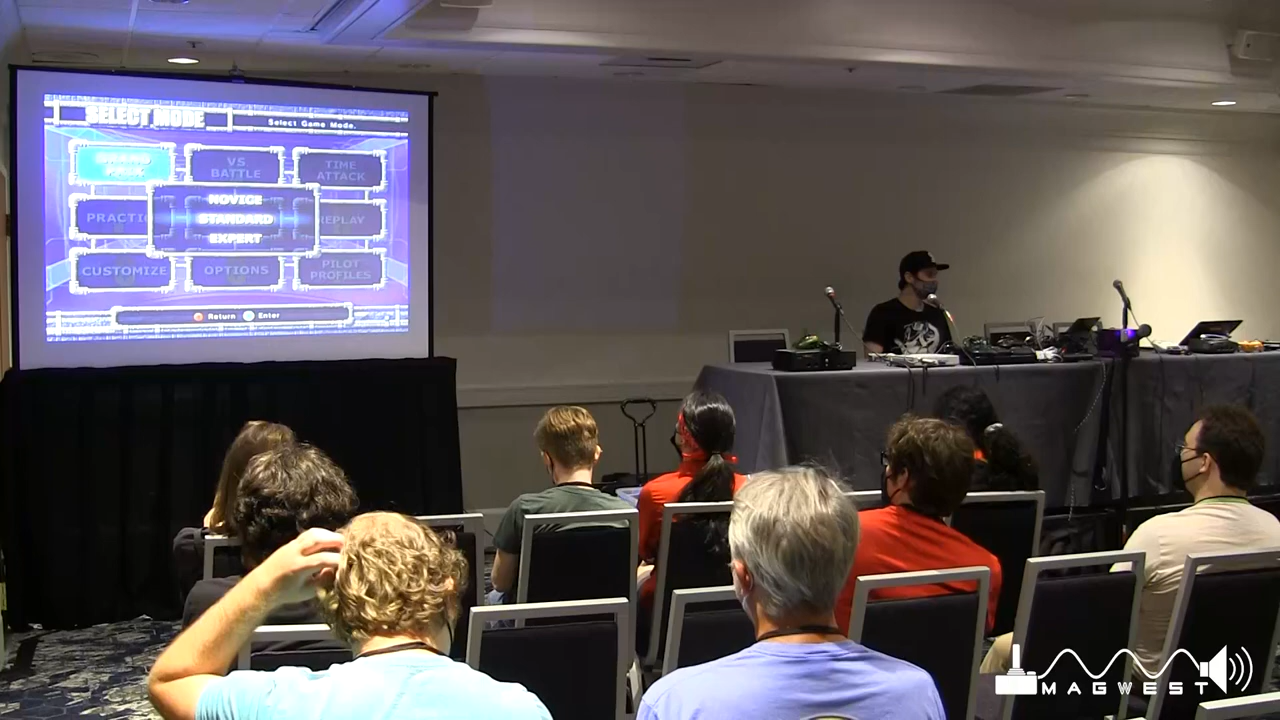 SELECT MODE
Select Game Mode.
VS
BATTLE
TIME
ATTACK
NOVICE
STANDARD
EXPERT
REPLAY
CUSTOMIZE
OPTIONS
PILOT
PROFILES
Return
Enter
MAGWEST